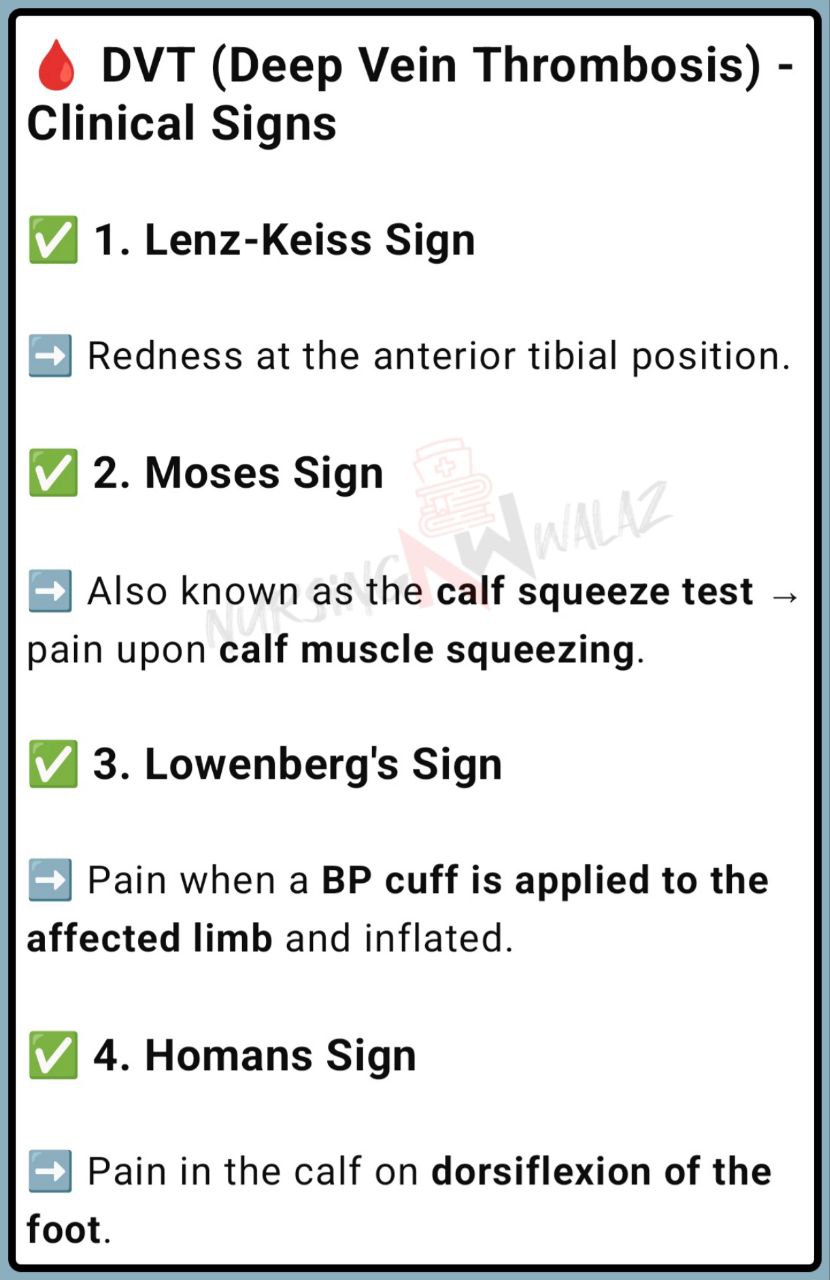 🩸 DVT (Deep Vein Thrombosis) -
Clinical Signs
✅ 1. Lenz-Keiss Sign
➡️ Redness at the anterior tibial position.
✅ 2. Moses Sign
➡️ Also known as the calf squeeze test →
pain upon calf muscle squeezing.
✅ 3. Lowenberg's Sign
➡️ Pain when a BP cuff is applied to the
affected limb and inflated.
✅ 4. Homans Sign
➡️ Pain in the calf on dorsiflexion of the
foot.
NURSING NW WALAZ